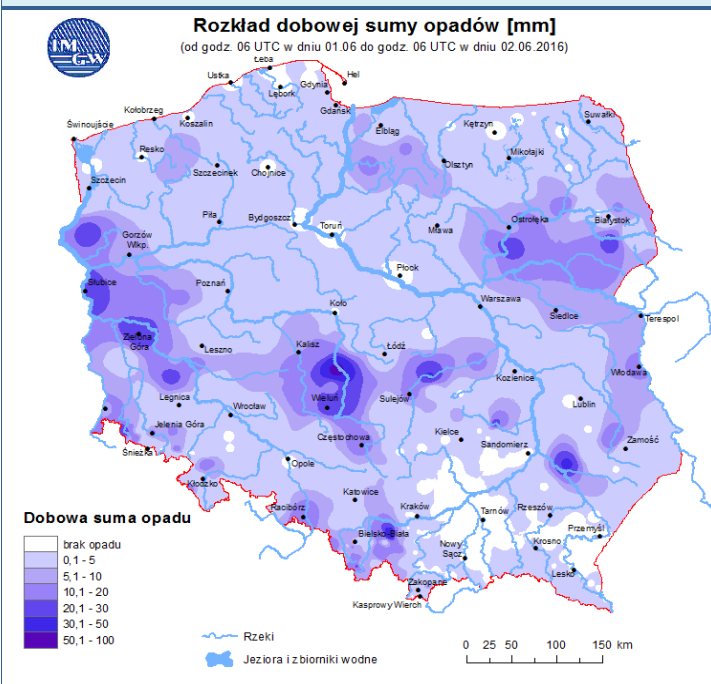 Rozkład dobowej sumy opadów [mm]
(od godz. 06 UTC w dniu 01.06 do godz. 06 UTC w dniu 02.06.2016)
IM
GW
Łeba
Ustka
Hel
Gdynia
Lębork
Gdańsk
Kołobrzeg
Koszalin
Świnoujście
Elbląg
Kętrzyn
Suwałki
Resko
Mikołajki
Olsztyn
Szczecinek
Chojnice
Szczecin
Piła
Bydgoszcz
Toruń
Ostrołęka
Białystok
Mława
Gorzów
Wlkp.
Płock
Słubice
Poznań
Koło
Warszawa
Siedlce
Terespol
Zielona
Góra
Leszno
Kalisz
Łódź
Kozienice
Włodawa
Legnica
Wieluń
Sulejów
Lublin
Wrocław
Jelenia Góra
Częstochowa
Kielce
Sandomierz
Zamość
Śnieżka
Opole
Kłodzko
Katowice
Racibórz
Kraków
Tarnów
Rzeszów
Przemyśl
Bielsko-Biała
Nowy
Sącz
Krosno
Lesko
Zakopane
Kasprowy Wierch
Dobowa suma opadu
brak opadu
0,1 - 5
5,1 - 10
10,1 - 20
20,1 - 30
30,1 - 50
50,1 - 100
Rzeki
Jeziora i zbiorniki wodne
0 25 50 100 150 km